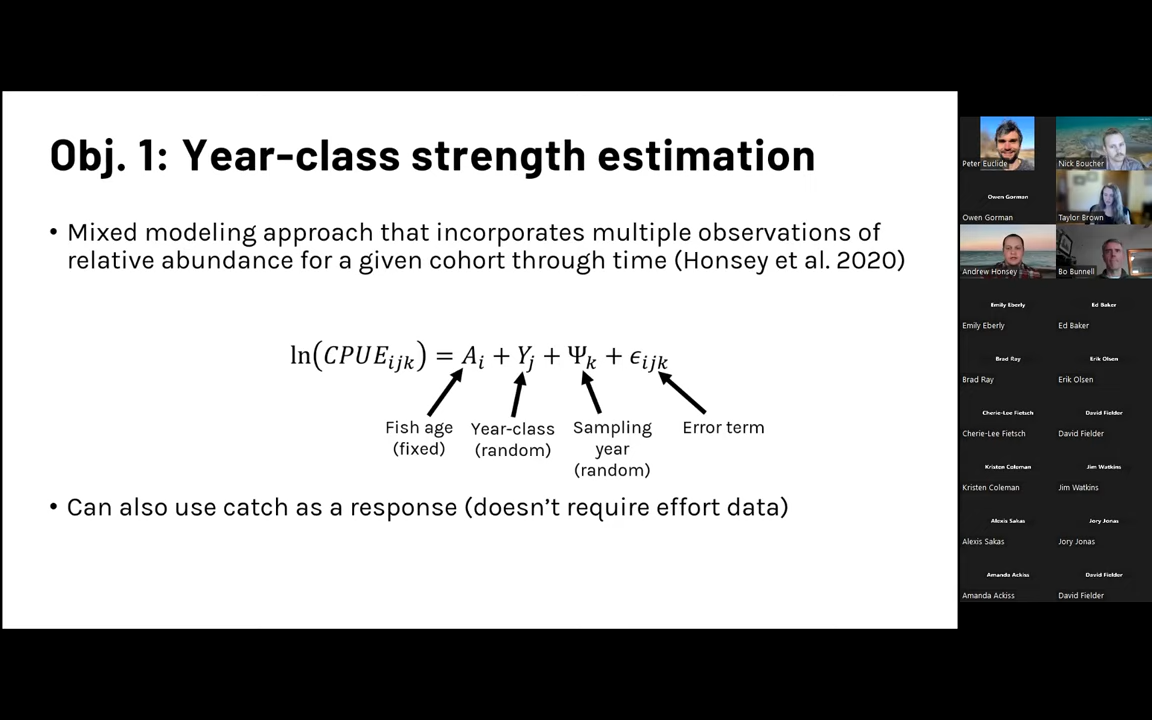 Obj. 1: Year-class strength estimation
• Mixed modeling approach that incorporates multiple observations of
relative abundance for a given cohort through time (Honsey et al. 2020)
ln(CPUE_ijk) = A_i + Y_j + Ψ_k + ϵ_ijk
Fish age
(fixed)
Year-class
(random)
Sampling
year
(random)
Error term
• Can also use catch as a response (doesn't require effort data)
Peter Euclide
Nick Boucher
Owen Gorman
Owen Gorman
Taylor Brown
Andrew Honsey
Bo Bunnell
Emily Eberly
Emily Eberly
Ed Baker
Ed Baker
Brad Ray
Brad Ray
Erik Olsen
Erik Olsen
Cherie-Lee Fietsch
Cherie-Lee Fietsch
David Fielder
David Fielder
Kristen Coleman
Kristen Coleman
Jim Watkins
Jim Watkins
Alexis Sakas
Alexis Sakas
Jory Jonas
Jory Jonas
Amanda Ackiss
Amanda Ackiss
David Fielder
David Fielder